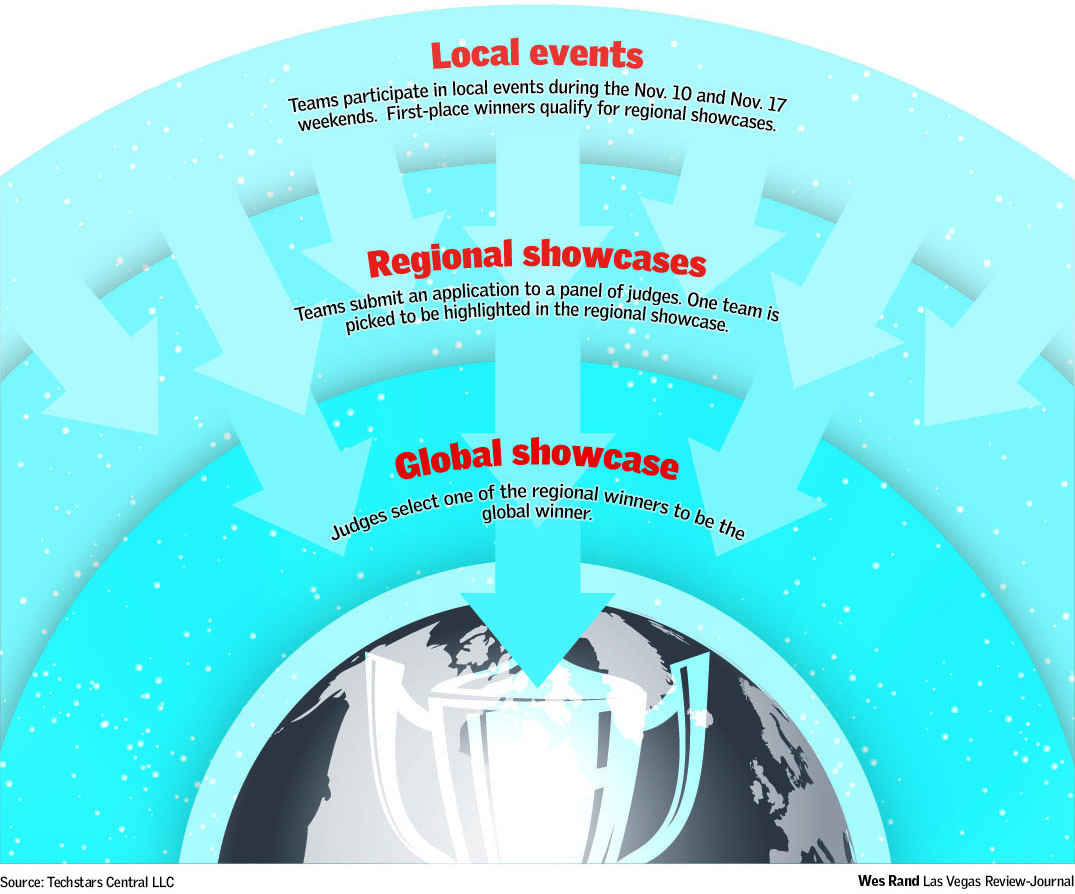 Local events
Teams participate in local events during the Nov. 10 and Nov. 17
weekends. First-place winners qualify for regional showcases.
Regional showcases
Teams submit an application to a panel of judges. One team is
picked to be highlighted in the regional showcase.
Global showcase
Judges select one of the regional winners to be the
global winner.
Source: Techstars Central LLC
Wes Rand Las Vegas Review-Journal